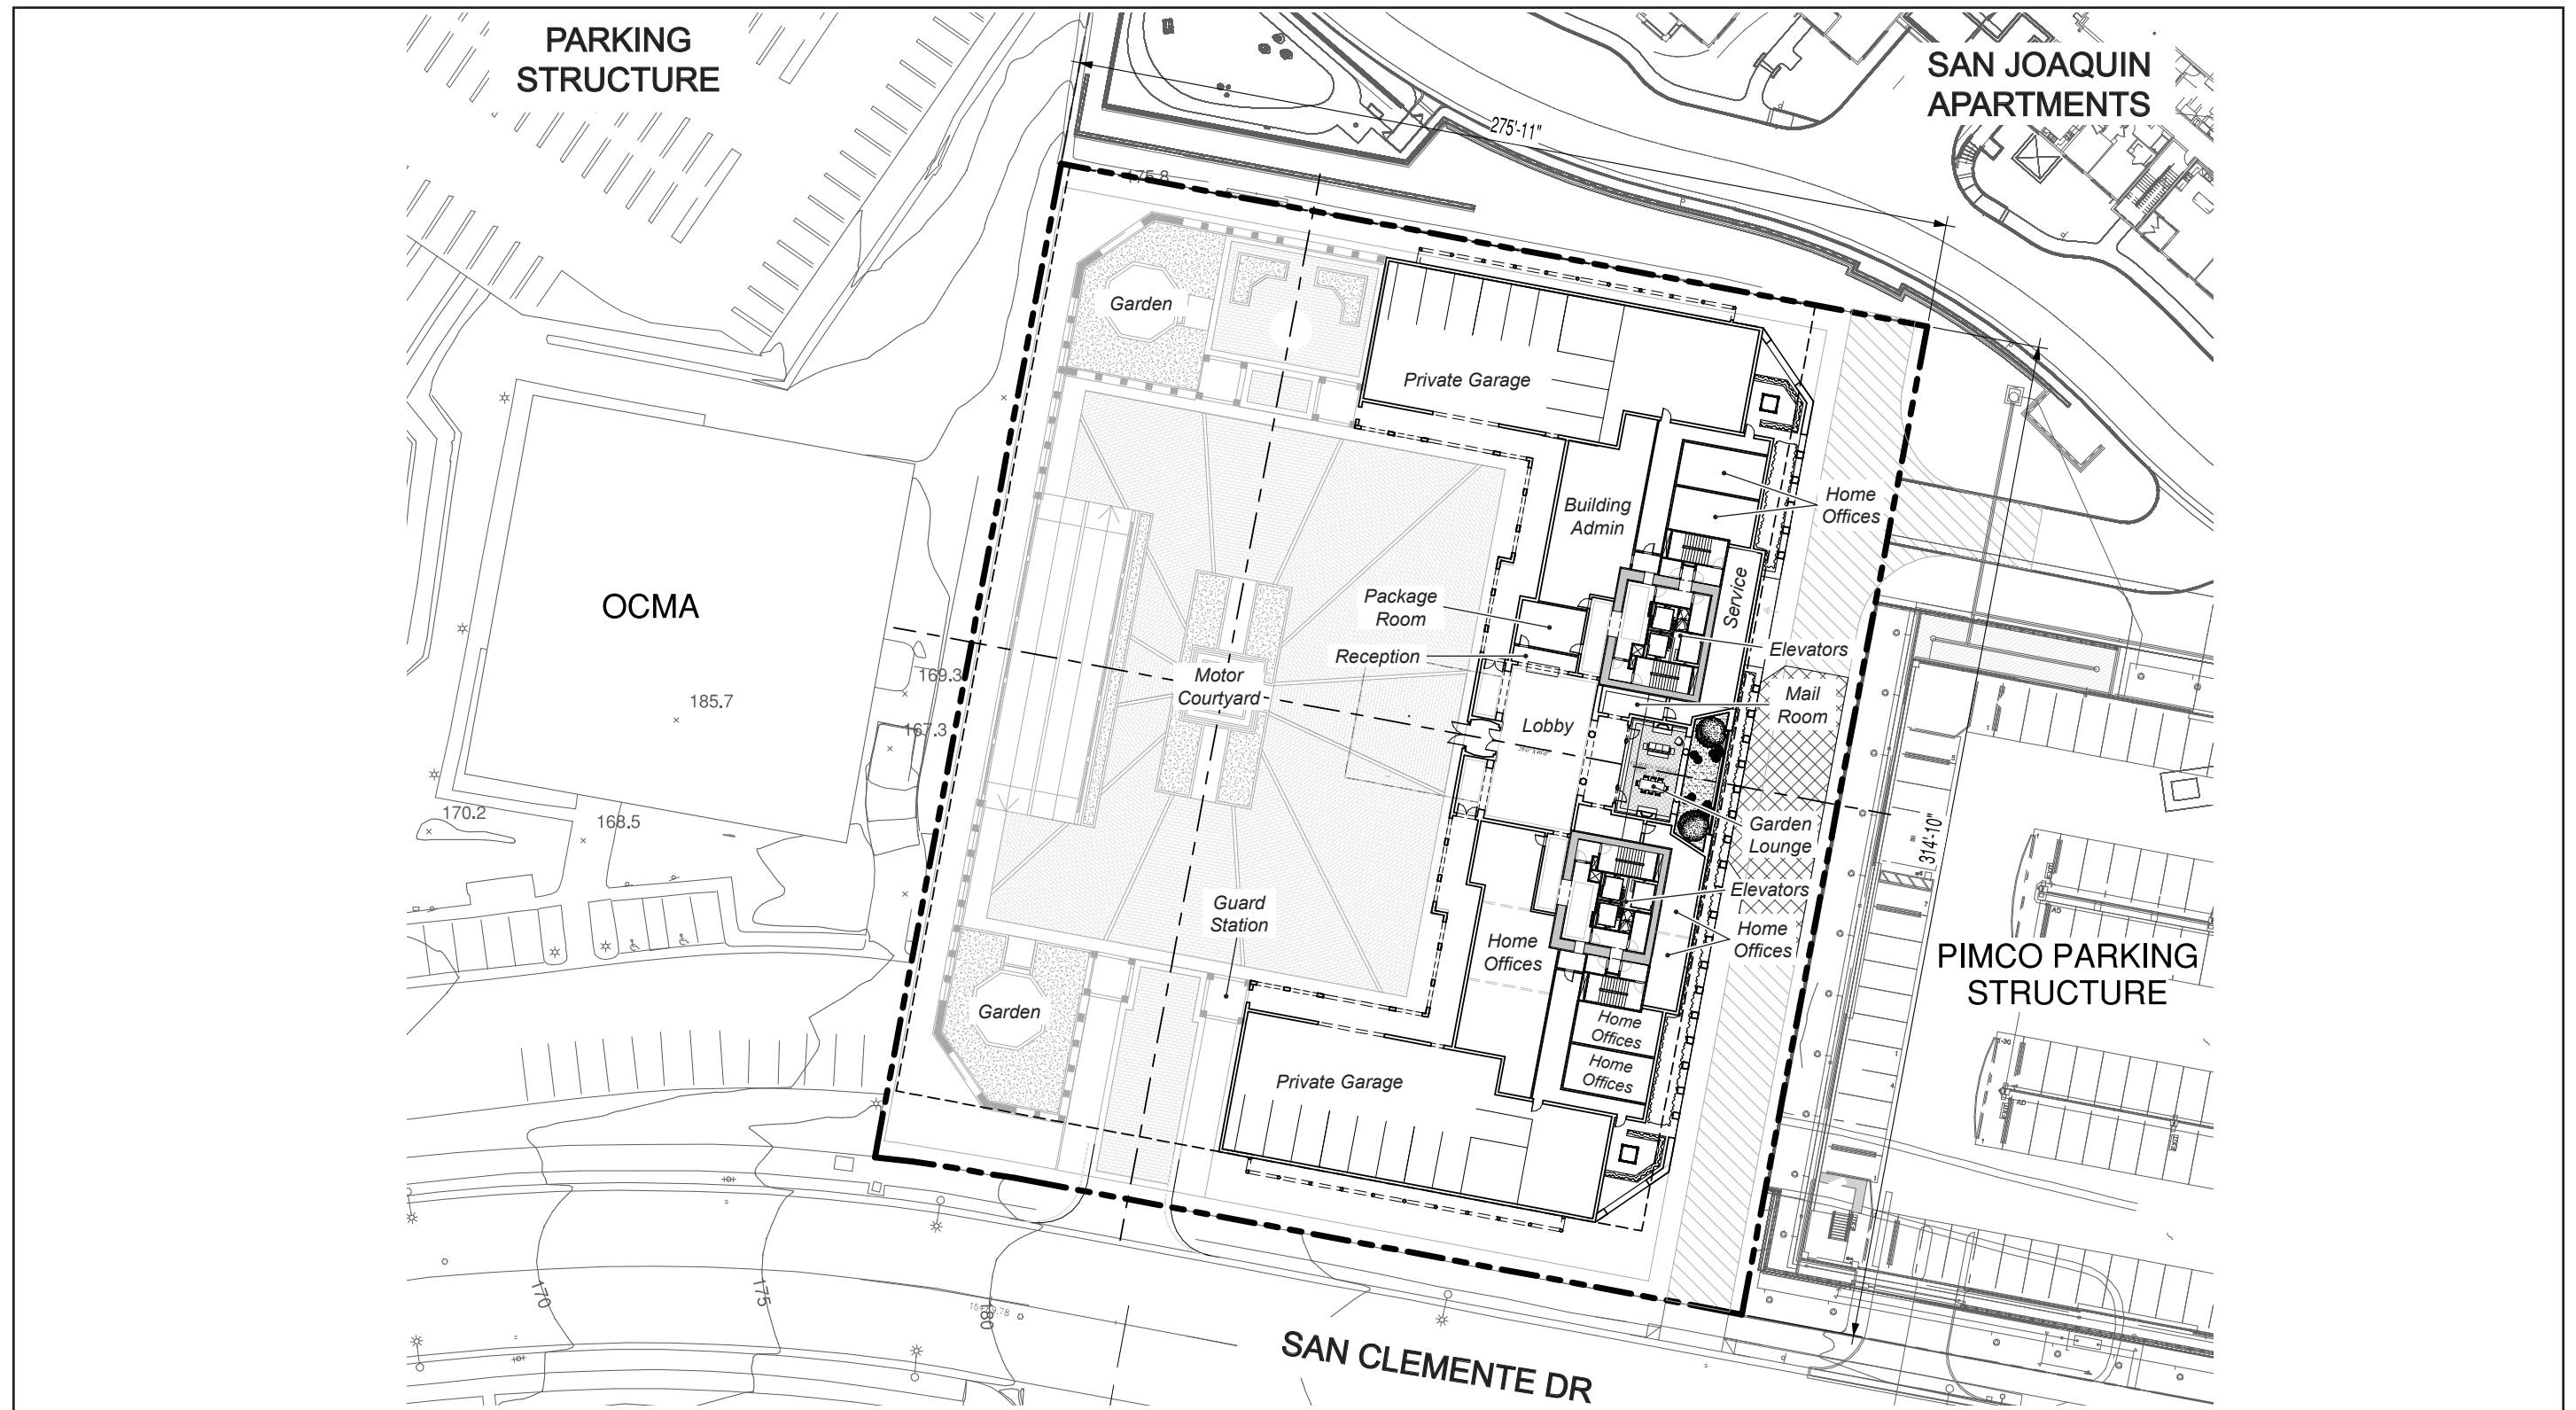 PARKING
STRUCTURE
SAN JOAQUIN
APARTMENTS
275'-11"
175.8
Garden
Private Garage
Building
Admin
Home
Offices
Package
Room
Service
Reception
Elevators
OCMA
185.7
169.3
167.3
Motor
Courtyard
Mail
Room
Lobby
170.2
168.5
Garden
Lounge
314'-10"
Elevators
Guard
Station
Home
Offices
Home
Offices
PIMCO PARKING
STRUCTURE
Garden
Home
Offices
Home
Offices
Private Garage
170
175
180
SAN CLEMENTE DR